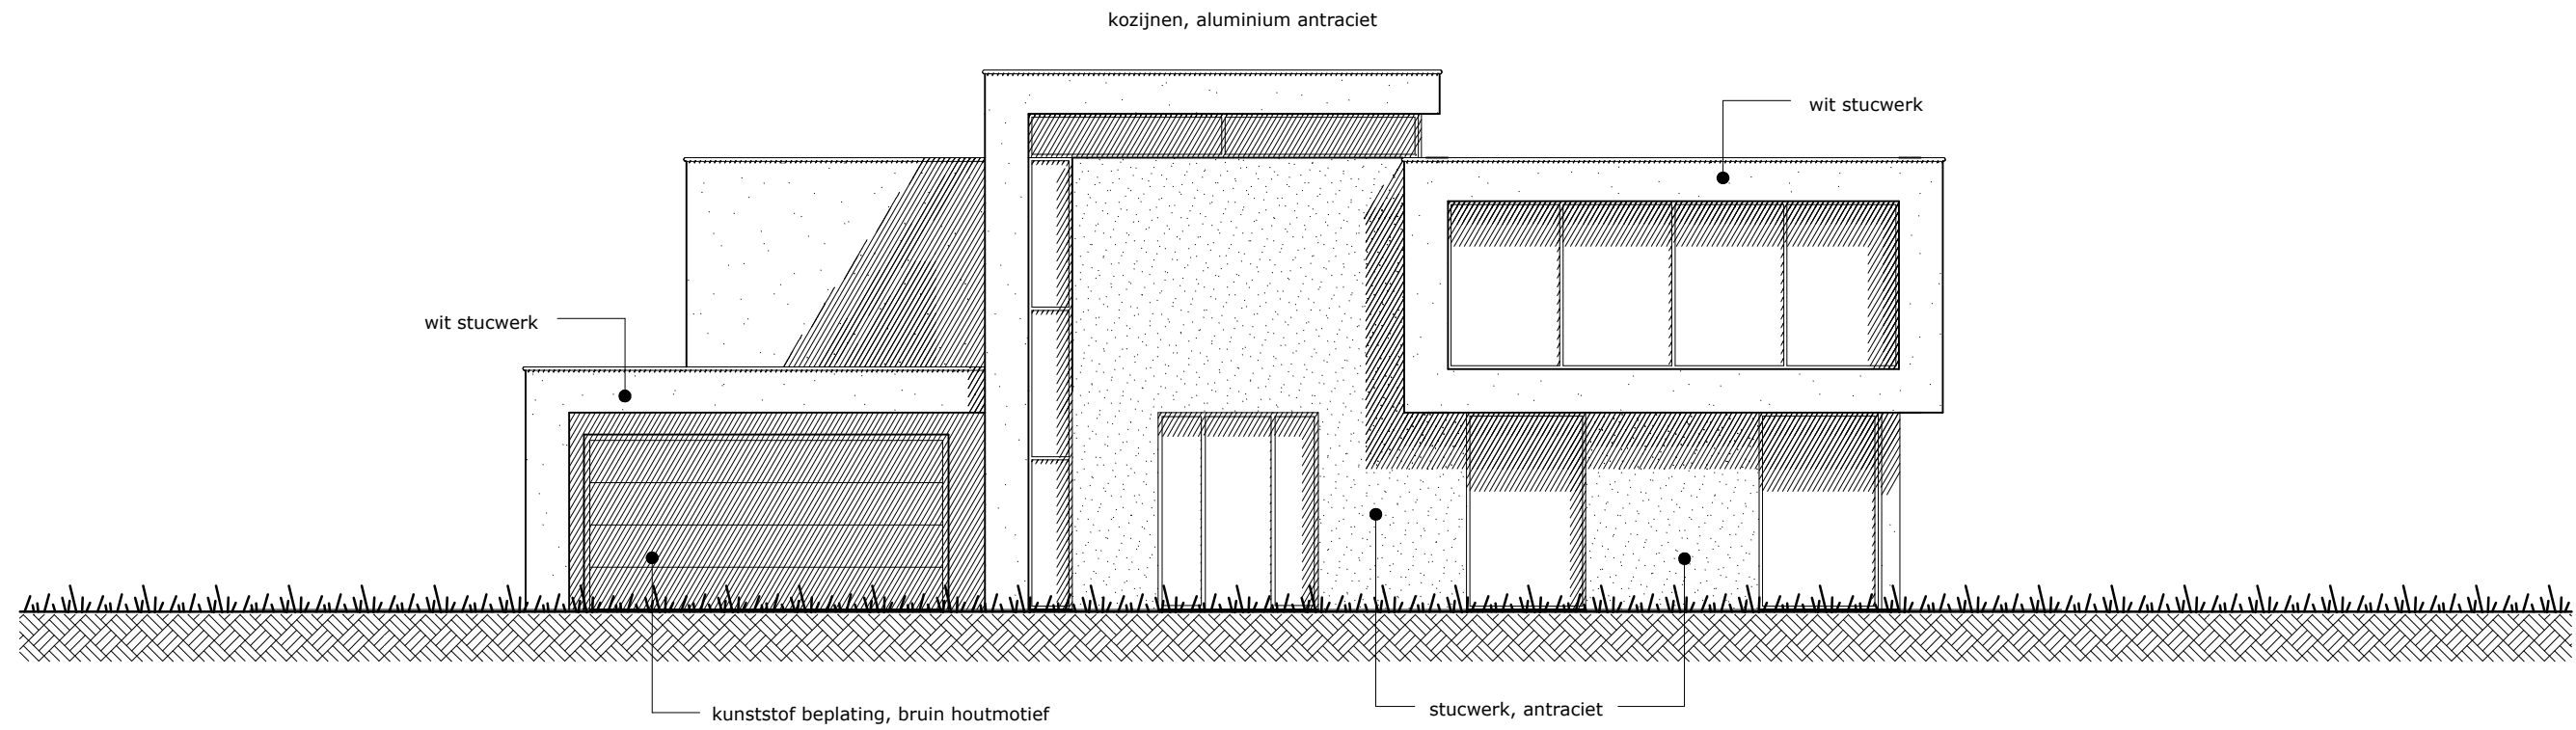 kozijnen, aluminium antraciet
wit stucwerk
wit stucwerk
kunststof beplating, bruin houtmotief
stucwerk, antraciet